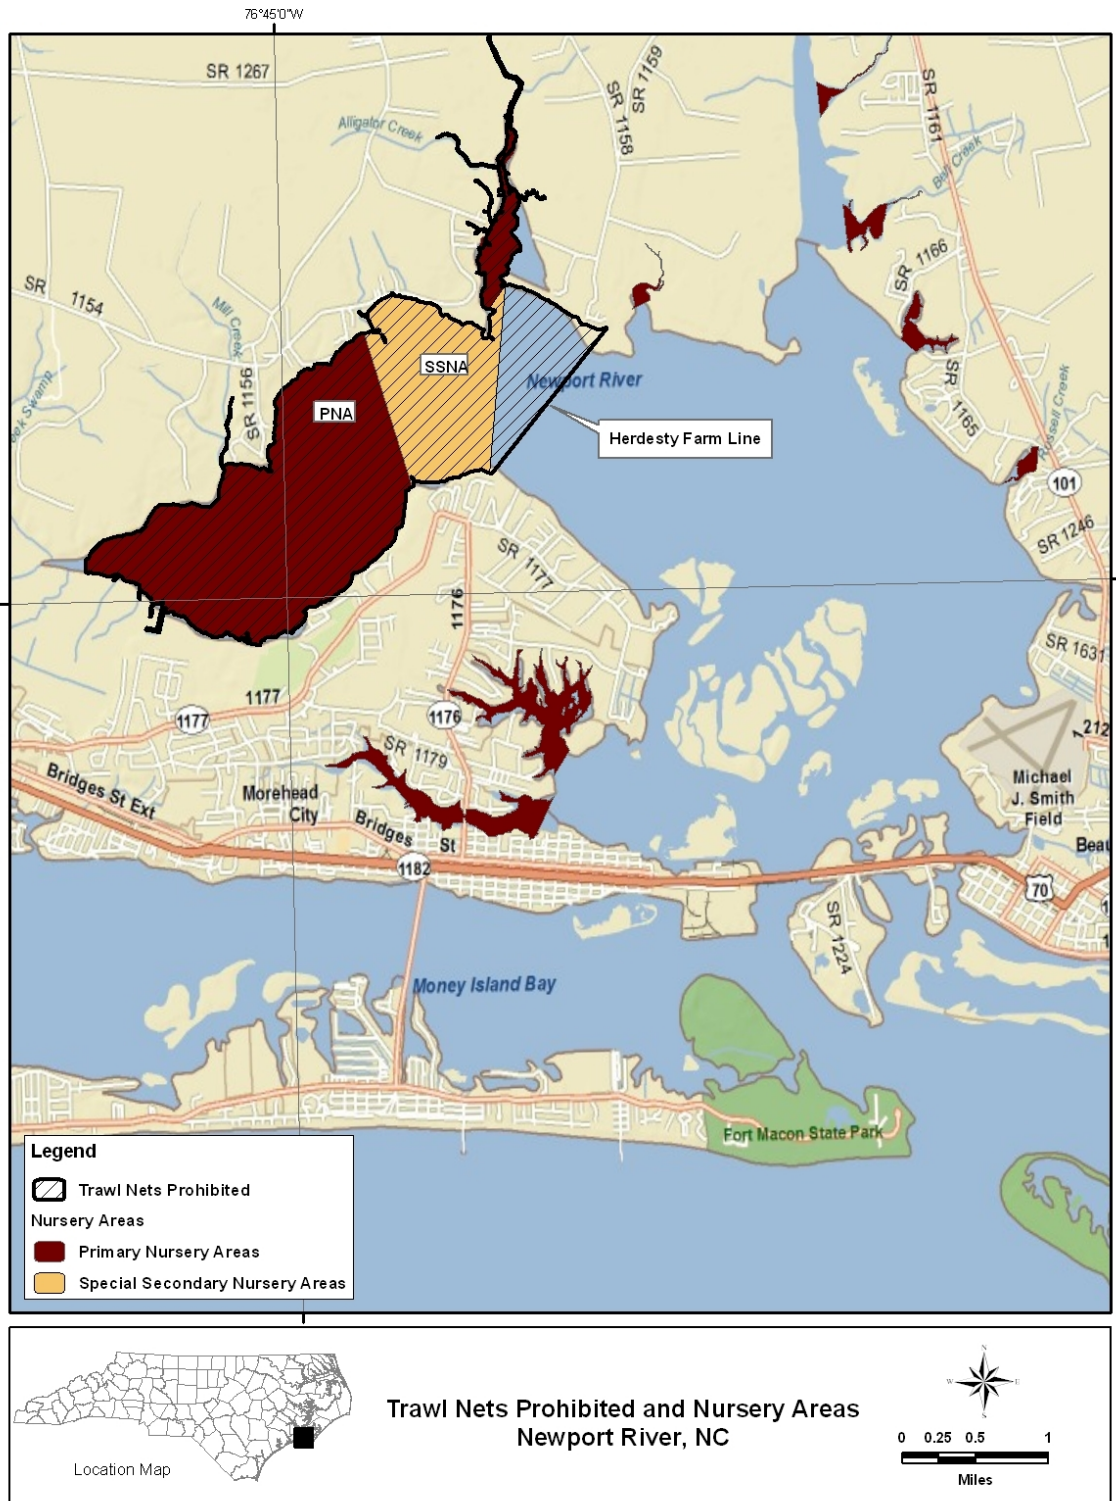 76°45'0"W
SR 1267
SR 1159
SR 1158
SR 1161
Alligator Creek
Bell Creek
SR 1166
SR 1154
Mill Creek
SR 1156
SSNA
PNA
Newport River
Herdesty Farm Line
SR 1165
Russell Creek
101
eek Swamp
SR 1246
SR 1177
1176
SR 1631
1177
1177
1176
SR 1179
212
Michael
J. Smith
Field
Bridges St Ext
Morehead
City
Bridges St
1182
Beau
70
SR 1224
Money Island Bay
Fort Macon State Park
Legend
Trawl Nets Prohibited
Nursery Areas
Primary Nursery Areas
Special Secondary Nursery Areas
Location Map
Trawl Nets Prohibited and Nursery Areas
Newport River, NC
N
W E
S
0 0.25 0.5 1
Miles